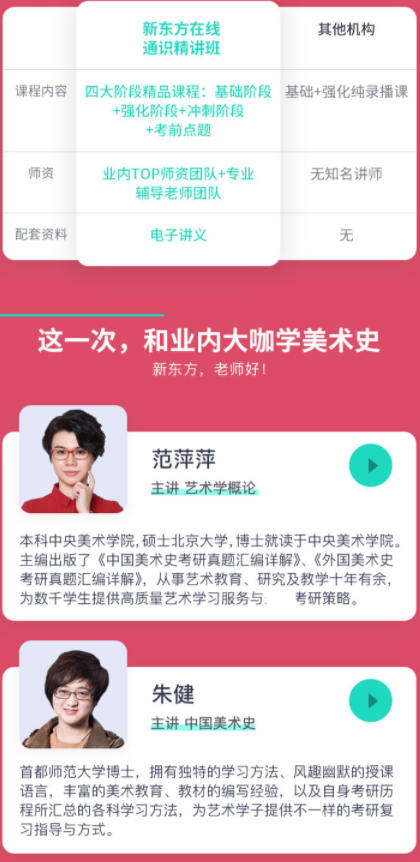 新东方在线
通识精讲班
其他机构
课程内容
四大阶段精品课程：基础阶段
+强化阶段+冲刺阶段
+考前点题
基础+强化纯录播课
师资
业内TOP师资团队+专业
辅导老师团队
无知名讲师
配套资料
电子讲义
无
这一次，和业内大咖学美术史
新东方，老师好！
范萍萍
主讲 艺术学概论
本科中央美术学院，硕士北京大学，博士就读于中央美术学院。
主编出版了《中国美术史考研真题汇编详解》、《外国美术史
考研真题汇编详解》，从事艺术教育、研究及教学十年有余，
为数千学生提供高质量艺术学习服务与 考研策略。
朱健
主讲 中国美术史
首都师范大学博士，拥有独特的学习方法、风趣幽默的授课
语言，丰富的美术教育、教材的编写经验，以及自身考研历
程所汇总的各科学习方法，为艺术学子提供不一样的考研复
习指导与方式。